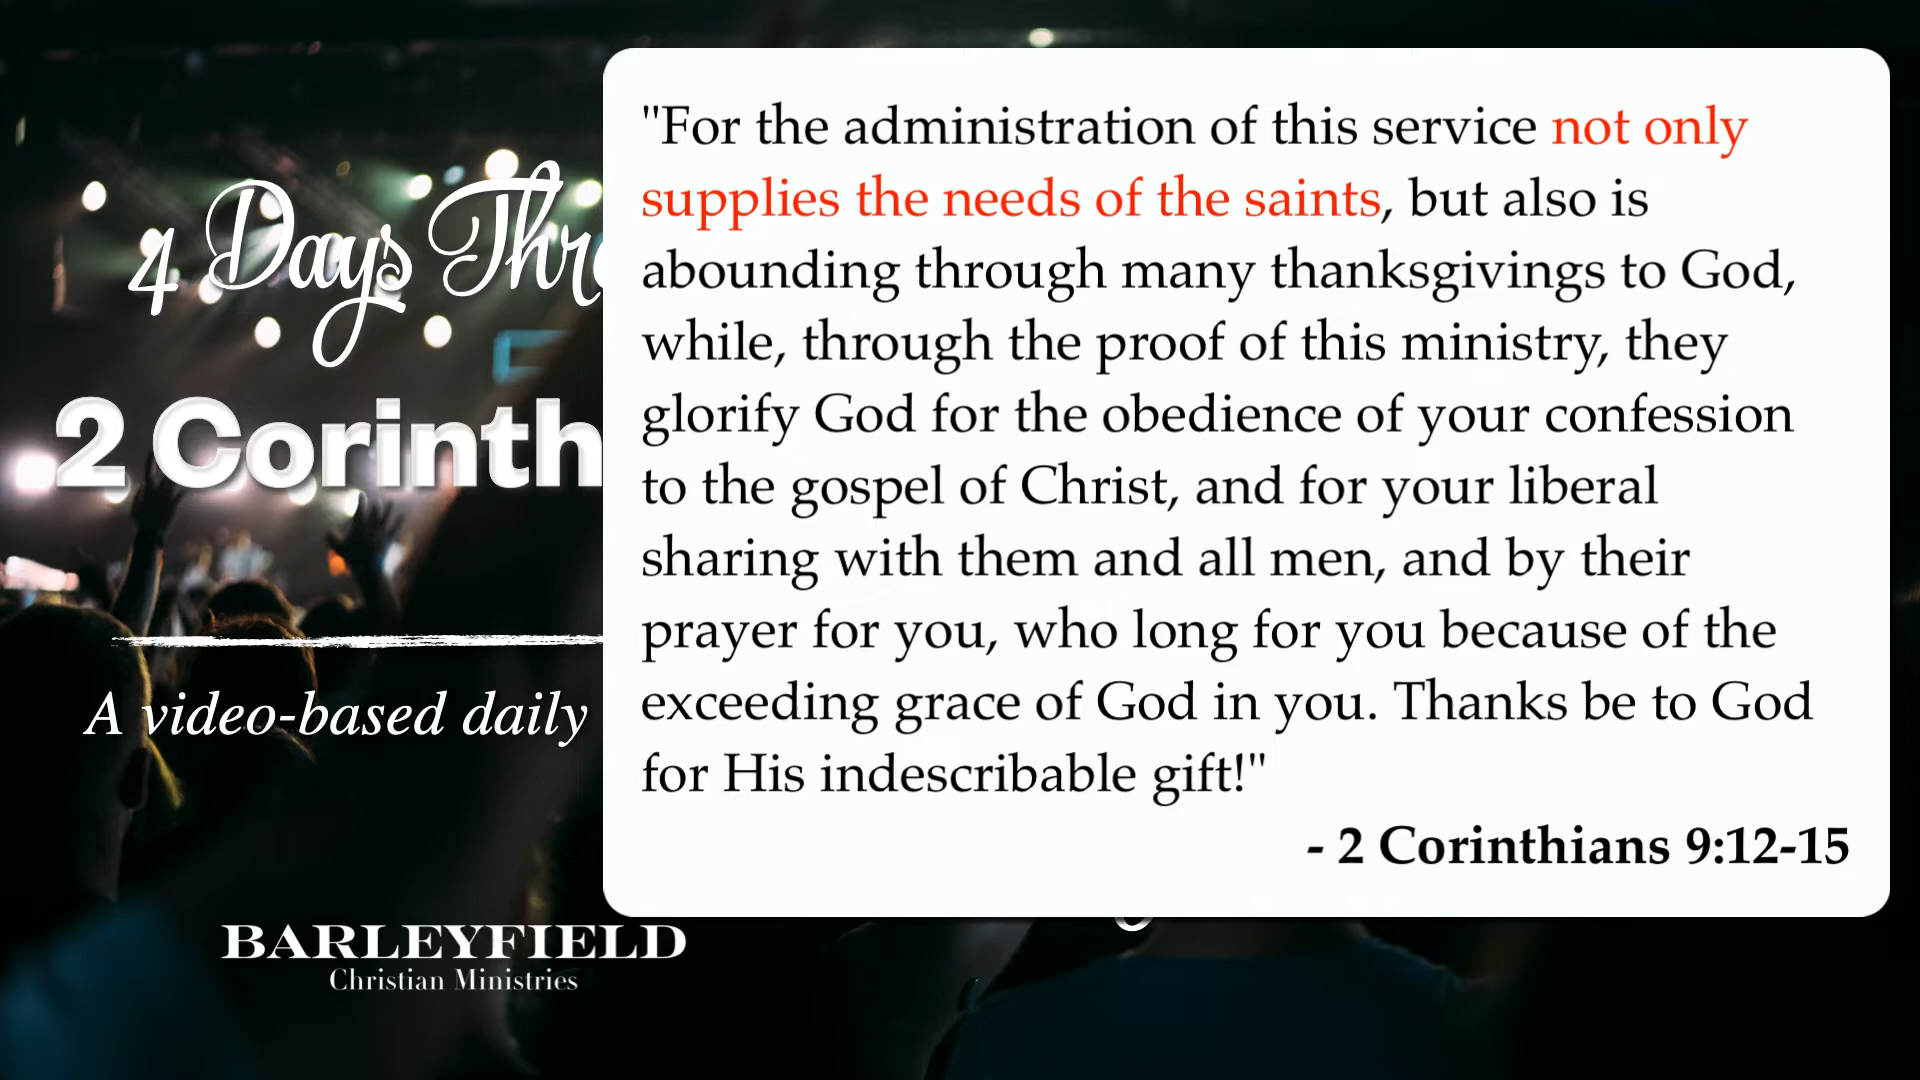 4 Days Thr
2 Corinth
A video-based daily
BARLEYFIELD
Christian Ministries
"For the administration of this service not only
supplies the needs of the saints, but also is
abounding through many thanksgivings to God,
while, through the proof of this ministry, they
glorify God for the obedience of your confession
to the gospel of Christ, and for your liberal
sharing with them and all men, and by their
prayer for you, who long for you because of the
exceeding grace of God in you. Thanks be to God
for His indescribable gift!"
- 2 Corinthians 9:12-15